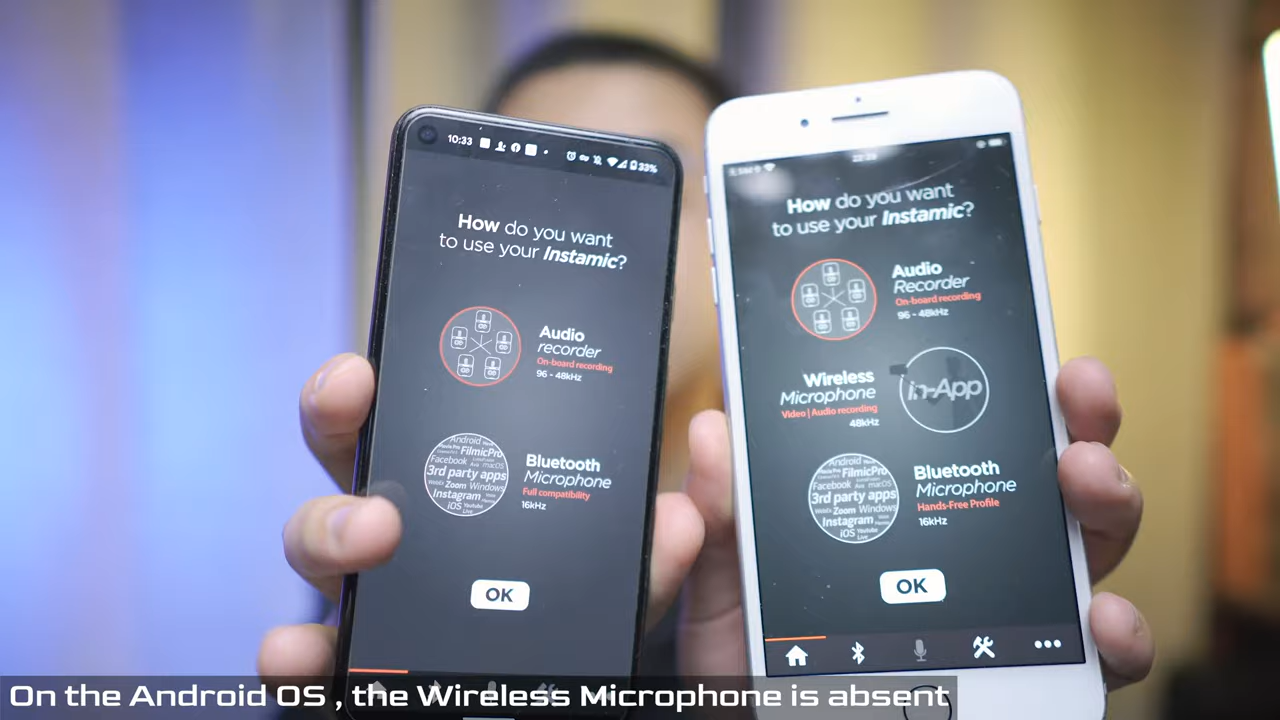 10:33
33%
How do you want
to use your Instamic?
Audio
recorder
On-board recording
96 - 48kHz
Android
FilmicPro
Facebook
macOS
3rd party apps
Zoom Windows
Instagram
iOS Youtube
Live
Bluetooth
Microphone
Full compatibility
16kHz
OK
How do you want
to use your Instamic?
Audio
Recorder
On-board recording
96 - 48kHz
Wireless
Microphone
Video | Audio recording
48kHz
in-App
Android
FilmicPro
Facebook
macOS
3rd party apps
Zoom Windows
Instagram
iOS Youtube
Live
Bluetooth
Microphone
Hands-Free Profile
16kHz
OK
On the Android OS , the Wireless Microphone is absent